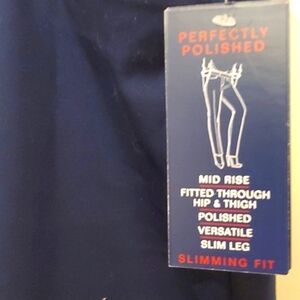 PERFECTLY
POLISHED
MID RISE
FITTED THROUGH
HIP & THIGH
POLISHED
VERSATILE
SLIM LEG
SLIMMING FIT